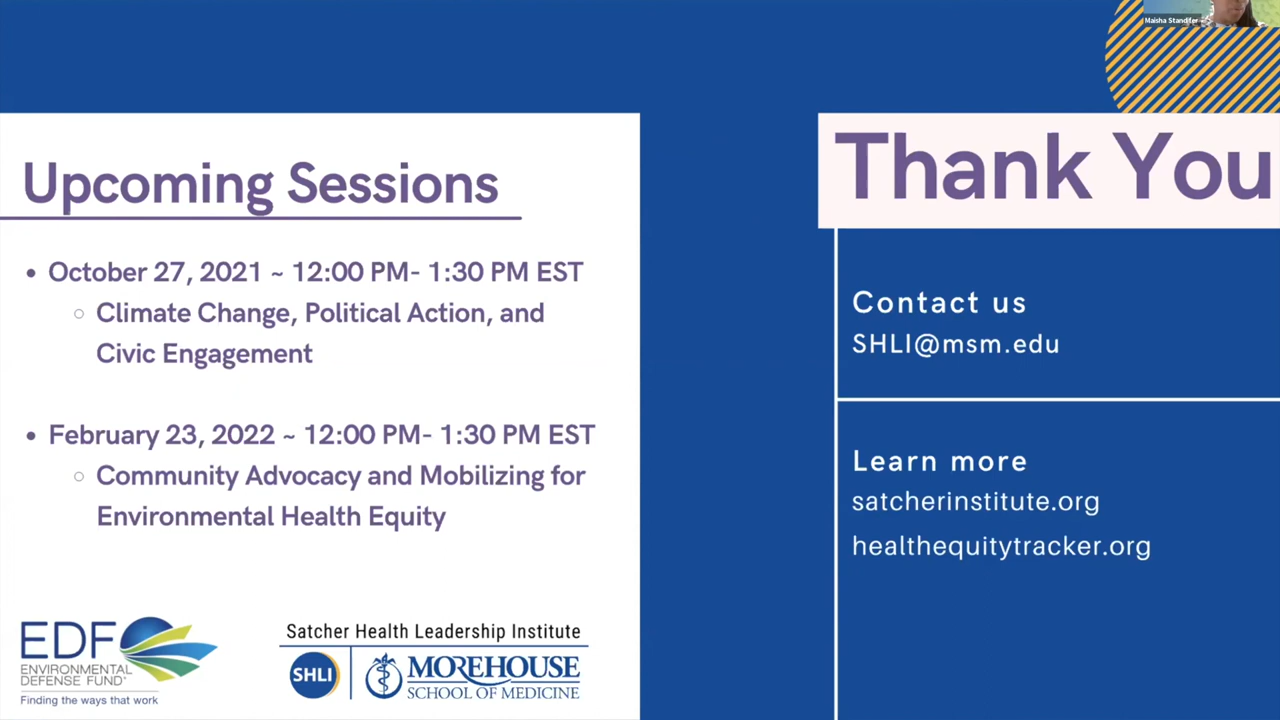 Maisha Standifer
Upcoming Sessions
• October 27, 2021 ~ 12:00 PM- 1:30 PM EST
○ Climate Change, Political Action, and
Civic Engagement
• February 23, 2022 ~ 12:00 PM- 1:30 PM EST
○ Community Advocacy and Mobilizing for
Environmental Health Equity
EDF
ENVIRONMENTAL
DEFENSE FUND®
Finding the ways that work
Satcher Health Leadership Institute
SHLI
MOREHOUSE
SCHOOL OF MEDICINE
Thank You
Contact us
SHLI@msm.edu
Learn more
satcherinstitute.org
healthequitytracker.org